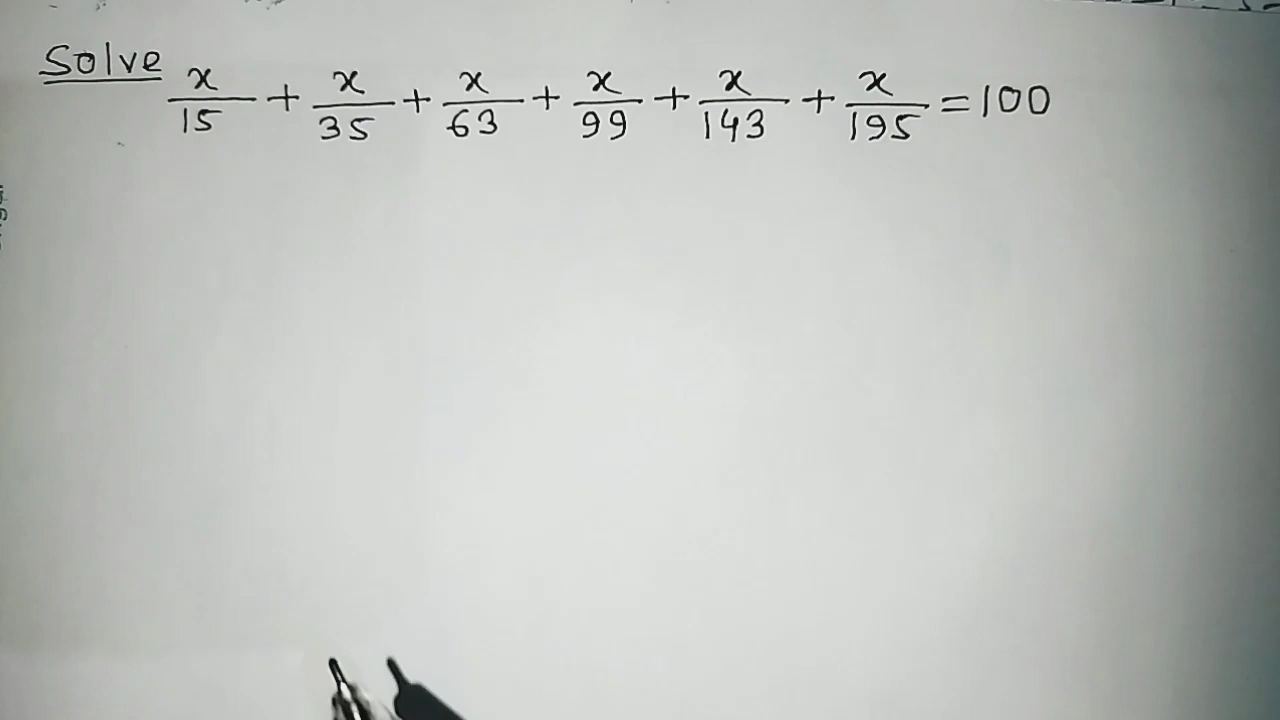 Solve x/15 + x/35 + x/63 + x/99 + x/143 + x/195 = 100